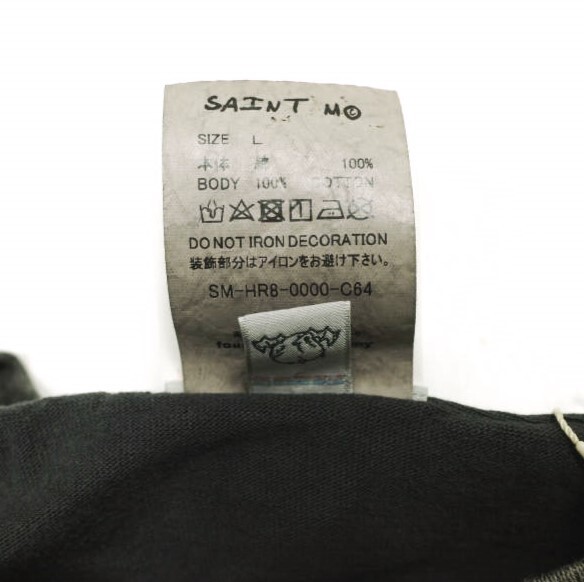 SAINT M©
SIZE L
本体 綿 100%
BODY 100% COTTON
DO NOT IRON DECORATION
装飾部分はアイロンをお避け下さい。
SM-HR8-0000-C64